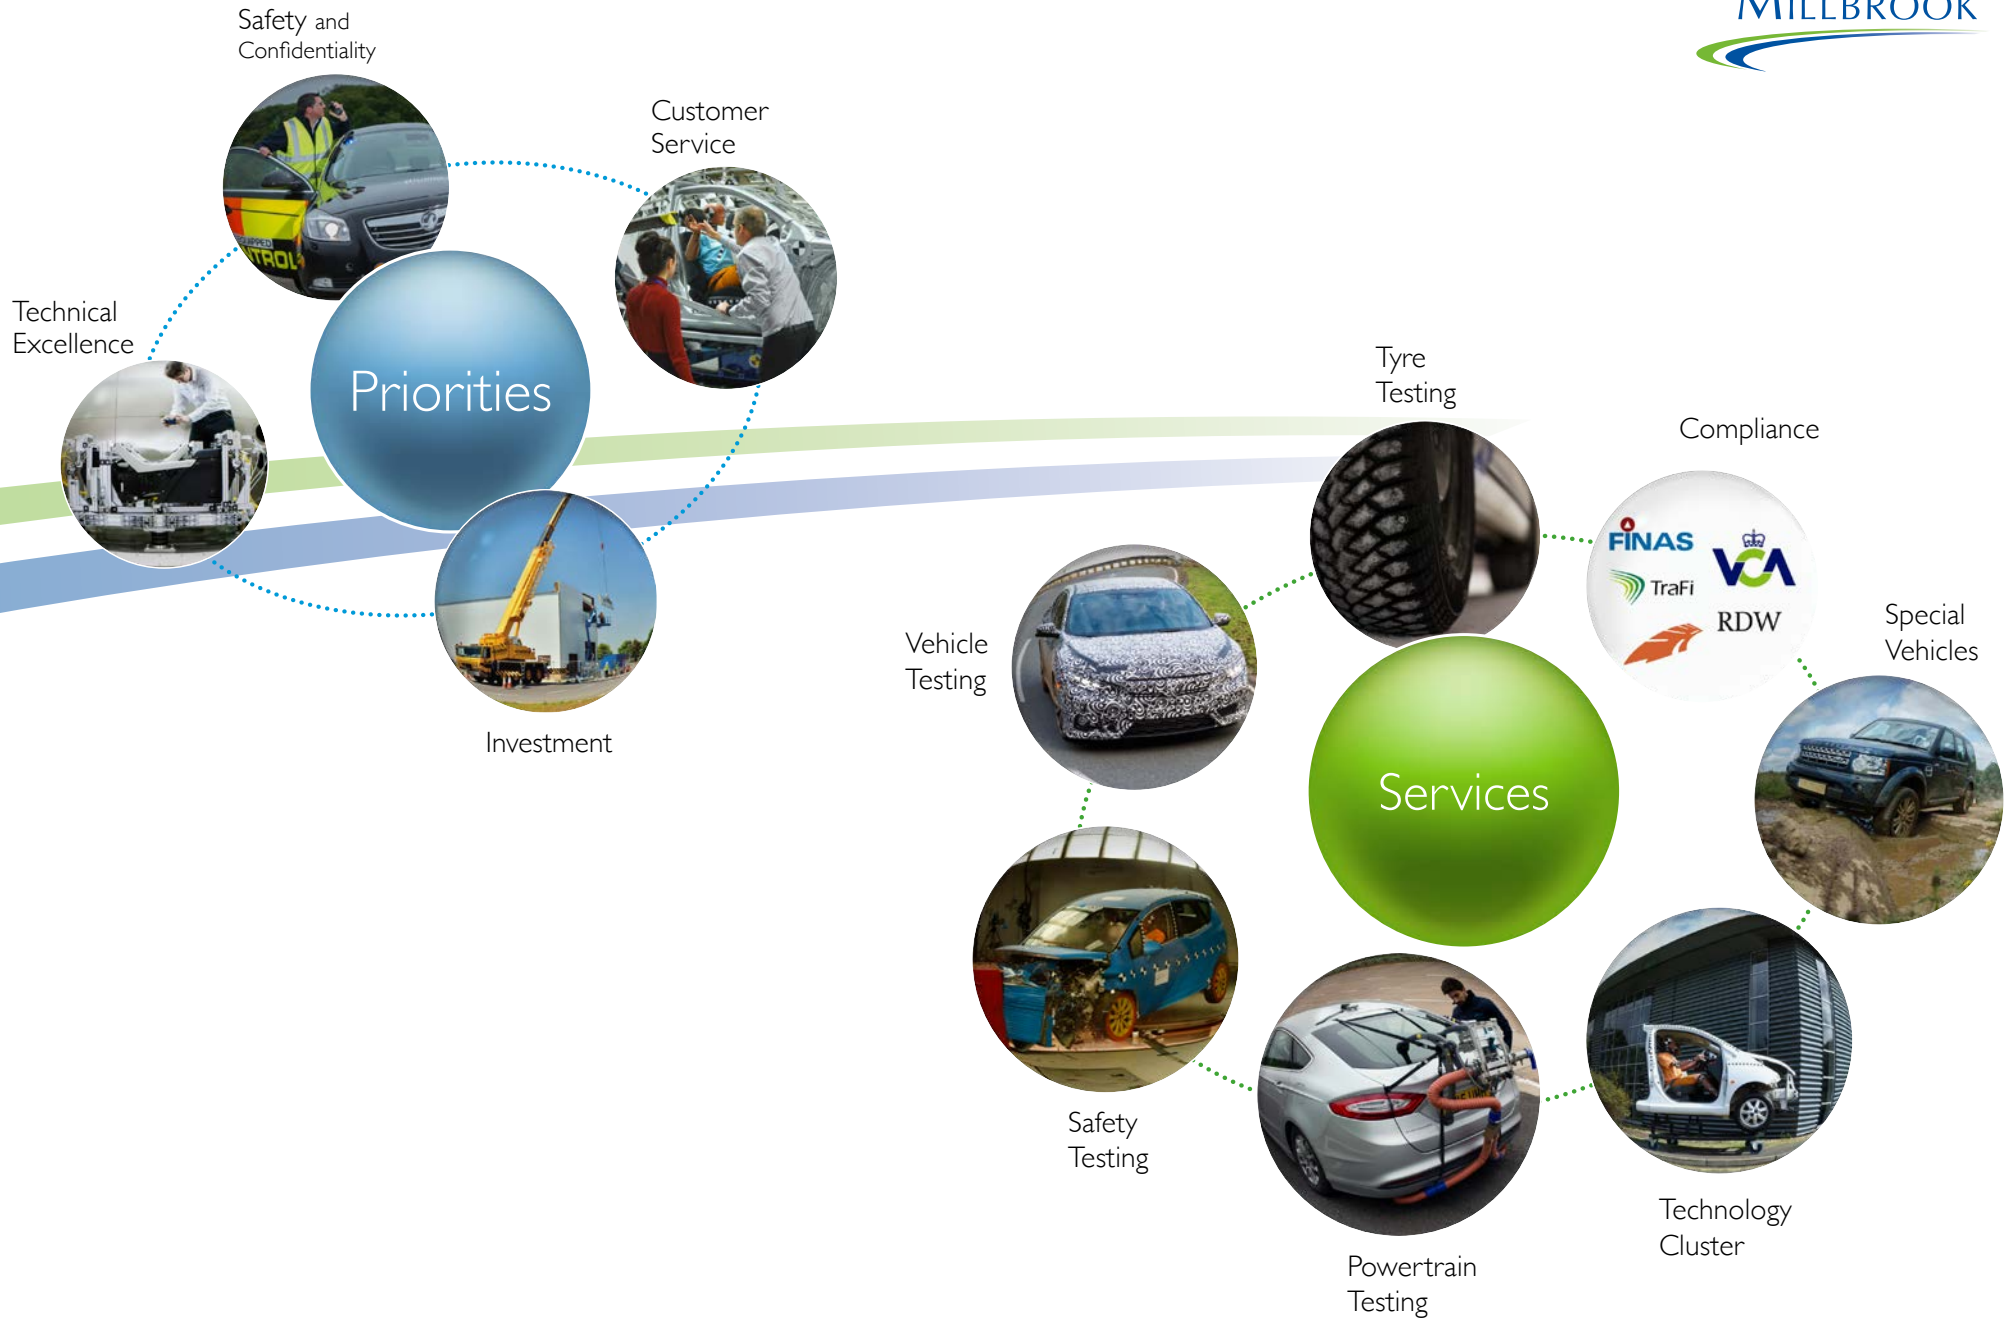 MILLBROOK
Safety and
Confidentiality
Customer
Service
Technical
Excellence
Priorities
Investment
Tyre
Testing
Compliance
FINAS
VCA
TraFi
RDW
Special
Vehicles
Vehicle
Testing
Services
Safety
Testing
Powertrain
Testing
Technology
Cluster